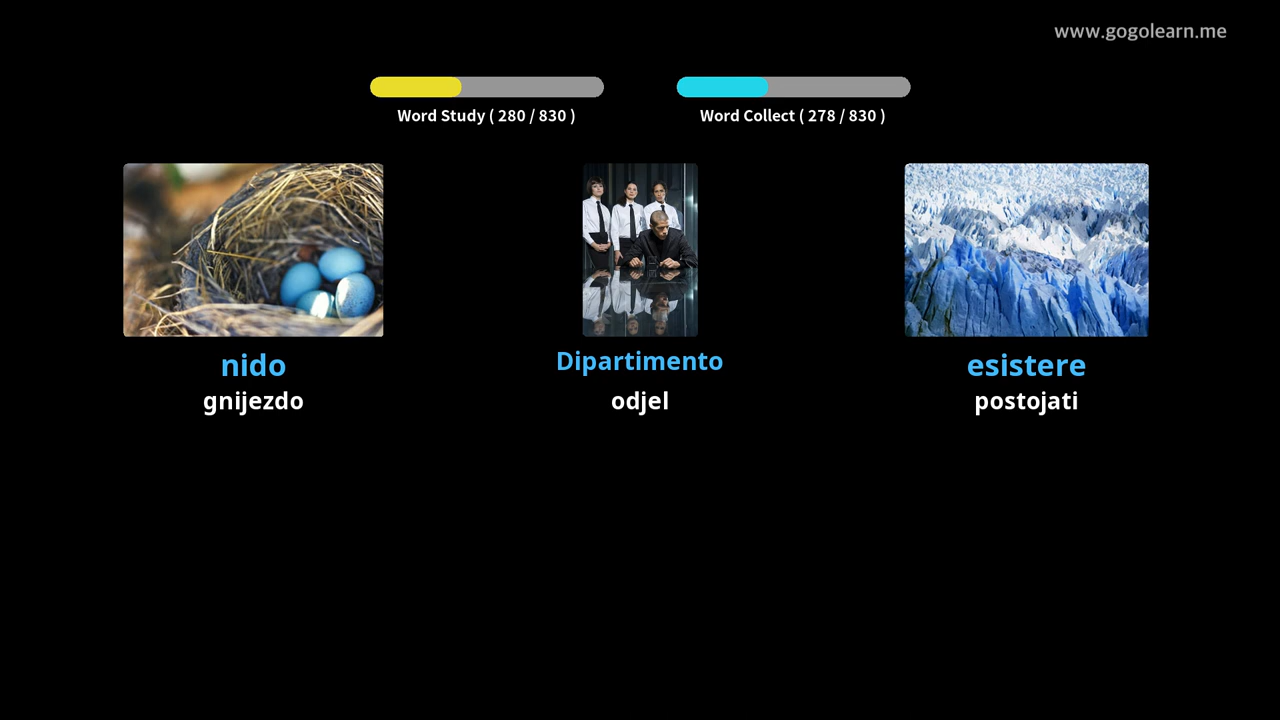 www.gogolearn.me
Word Study ( 280 / 830 )
Word Collect ( 278 / 830 )
nido
gnijezdo
Dipartimento
odjel
esistere
postojati